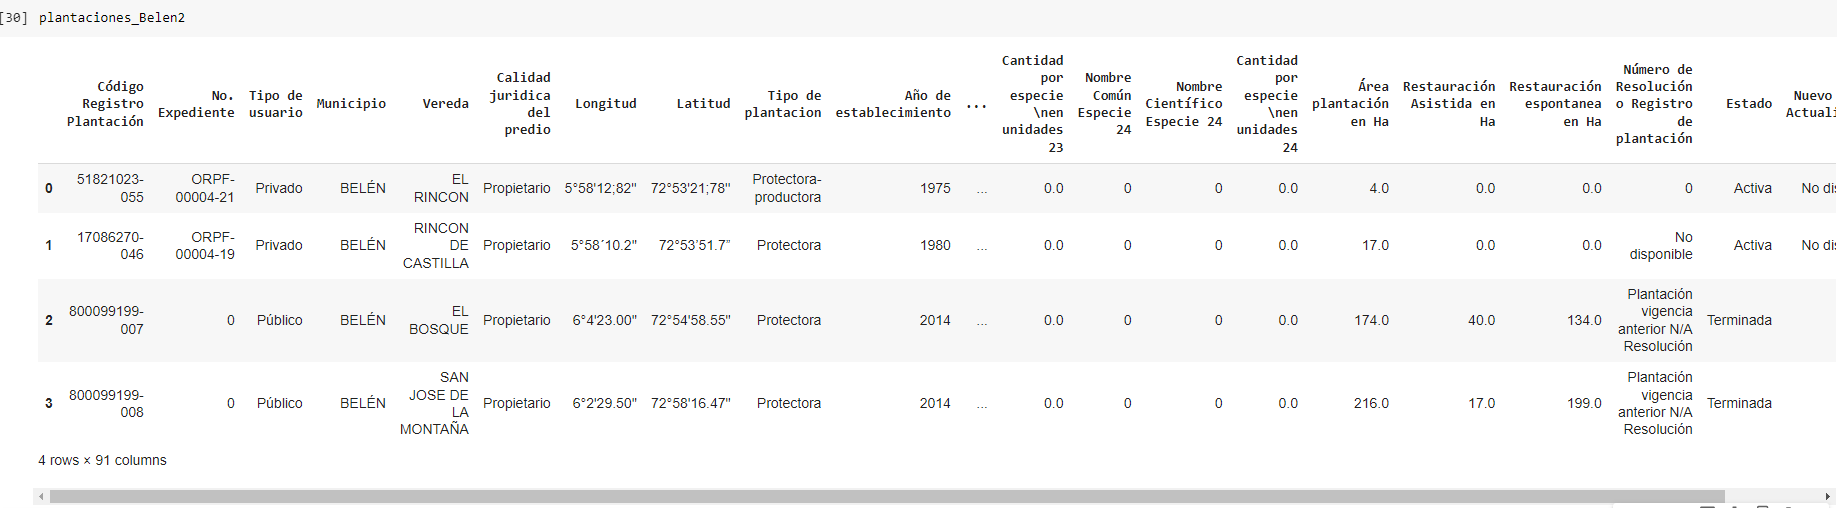 [30] plantaciones_Belen2
Código Registro Plantación	No. Expediente	Tipo de usuario	Municipio	Vereda	Calidad juridica del predio	Longitud	Latitud	Tipo de plantacion	Año de establecimiento	...	Cantidad por especie \nen unidades 23	Nombre Común Especie 24	Nombre Científico Especie 24	Cantidad por especie \nen unidades 24	Área plantación en Ha	Restauración Asistida en Ha	Restauración espontanea en Ha	Número de Resolución o Registro de plantación	Estado	Nuevo
0	51821023-055	ORPF-00004-21	Privado	BELÉN	EL RINCON	Propietario	5°58'12;82"	72°53'21;78"	Protectora-productora	1975	...	0.0	0	0	0.0	4.0	0.0	0.0	0	Activa	No
1	17086270-046	ORPF-00004-19	Privado	BELÉN	RINCON DE CASTILLA	Propietario	5°58´10.2"	72°53'51.7"	Protectora	1980	...	0.0	0	0	0.0	17.0	0.0	0.0	No disponible	Activa	No
2	800099199-007	0	Público	BELÉN	EL BOSQUE	Propietario	6°4'23.00"	72°54'58.55"	Protectora	2014	...	0.0	0	0	0.0	174.0	40.0	134.0	Plantación vigencia anterior N/A Resolución	Terminada
3	800099199-008	0	Público	BELÉN	SAN JOSE DE LA MONTAÑA	Propietario	6°2'29.50"	72°58'16.47"	Protectora	2014	...	0.0	0	0	0.0	216.0	17.0	199.0	Plantación vigencia anterior N/A Resolución	Terminada
4 rows × 91 columns